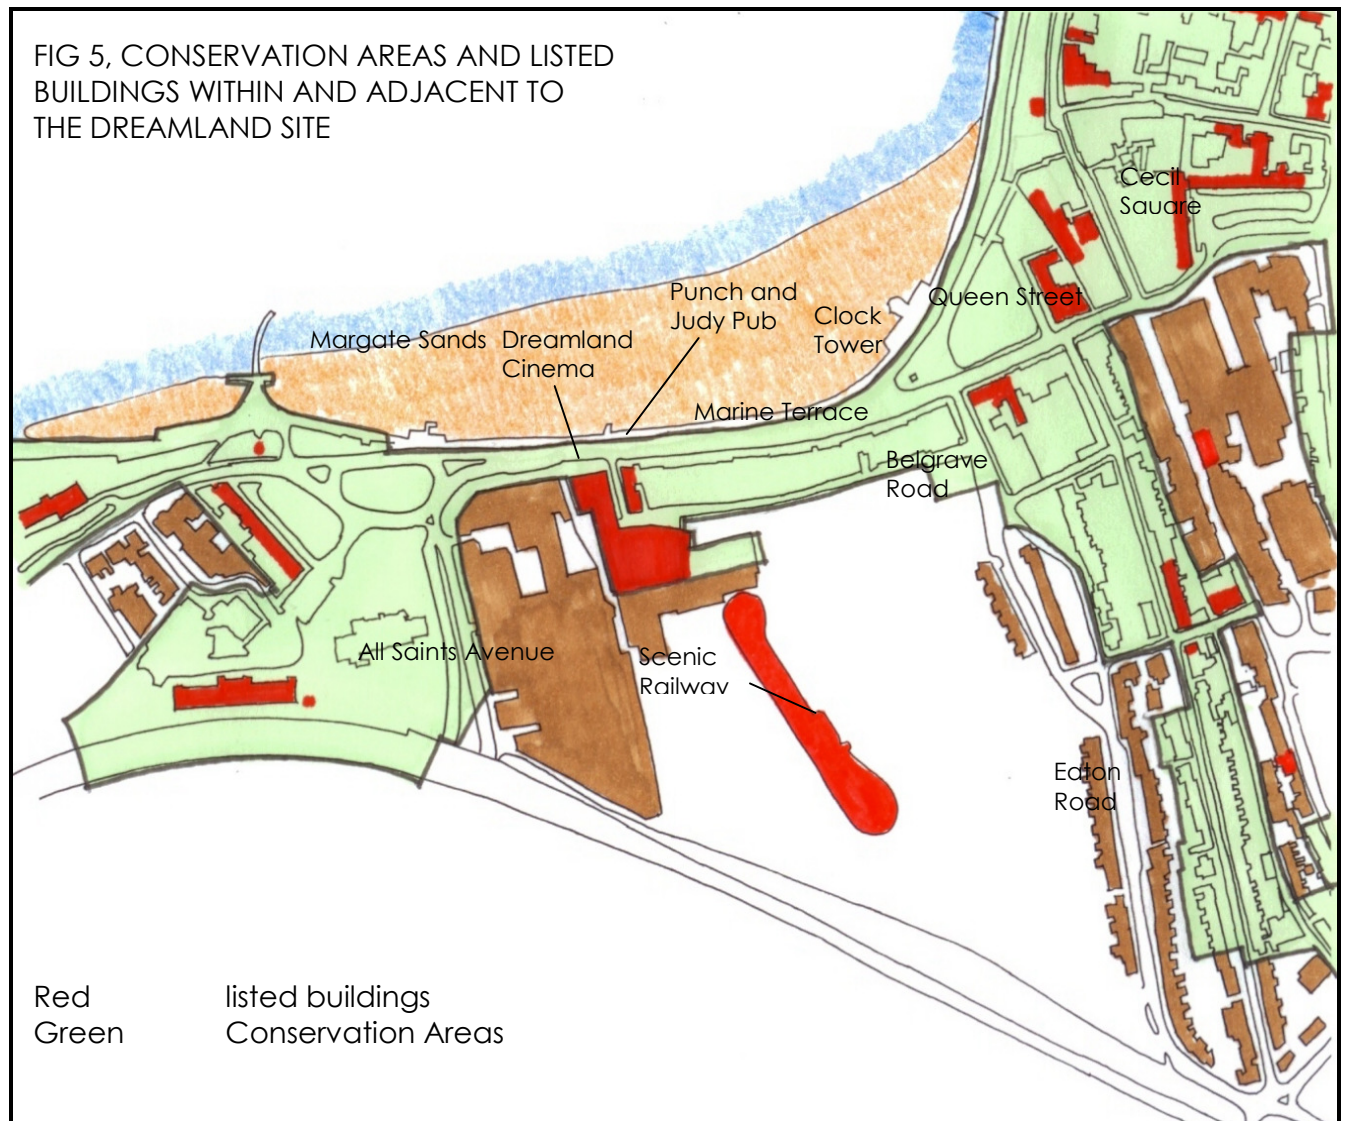 FIG 5, CONSERVATION AREAS AND LISTED
BUILDINGS WITHIN AND ADJACENT TO
THE DREAMLAND SITE
Cecil
Square
Queen Street
Punch and
Judy Pub
Clock
Tower
Margate Sands
Dreamland
Cinema
Marine Terrace
Belgrave
Road
All Saints Avenue
Scenic
Railway
Eaton
Road
Red listed buildings
Green Conservation Areas